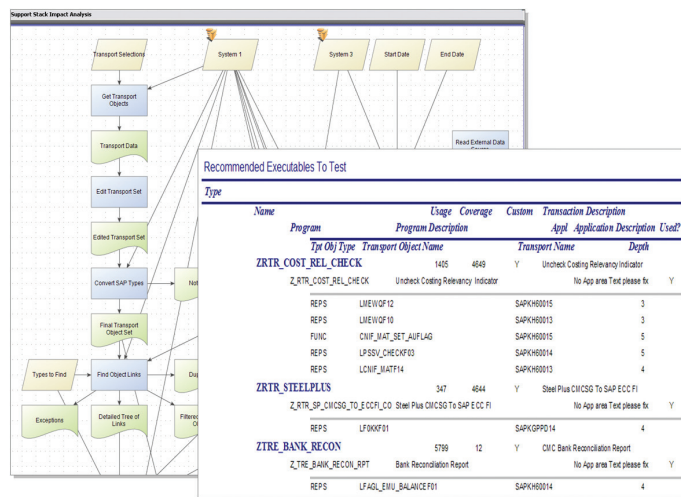 Support Stack Impact Analysis
Transport Selections
System 1
System 3
Start Date
End Date
Get Transport
Objects
Read External Data
Transport Data
Edit Transport Set
Edited Transport Set
Convert SAP Types
Final Transport
Object Set
Types to Find
Find Object Links
Exceptions
Detailed Tree of
Links
Recommended Executables To Test
Type
Name Usage Coverage Custom Transaction Description
Program Program Description Appl Application Description Used?
Tpt Obj Type Transport Object Name Transport Name Depth
ZRTR_COST_REL_CHECK 1405 4649 Y Uncheck Costing Relevancy Indicator
Z_RTR_COST_REL_CHECK Uncheck Costing Relevancy Indicator No App area Text please fix Y
REPS LMEWQF12 SAPKH60015 3
REPS LMEWQF10 SAPKH60013 3
FUNC CNIF_MAT_SET_AUFLAG SAPKH60015 5
REPS LPSSV_CHECKF03 SAPKH60014 5
REPS LCNIF_MATF14 SAPKH60013 4
ZRTR_STEELPLUS 347 4644 Y Steel Plus CMCSG To SAP ECC FI
Z_RTR_SP_CMCSG_TO_ECCFI_CO Steel Plus CMCSG To SAP ECC FI No App area Text please fix Y
REPS LF0KKF01 SAPKGPPD14 4
ZTRE_BANK_RECON 5799 12 Y CMC Bank Reconciliation Report
Z_TRE_BANK_RECON_RPT Bank Reconciliation Report No App area Text please fix Y
REPS LFAGL_EMU_BALANCEF01 SAPKH60014 4